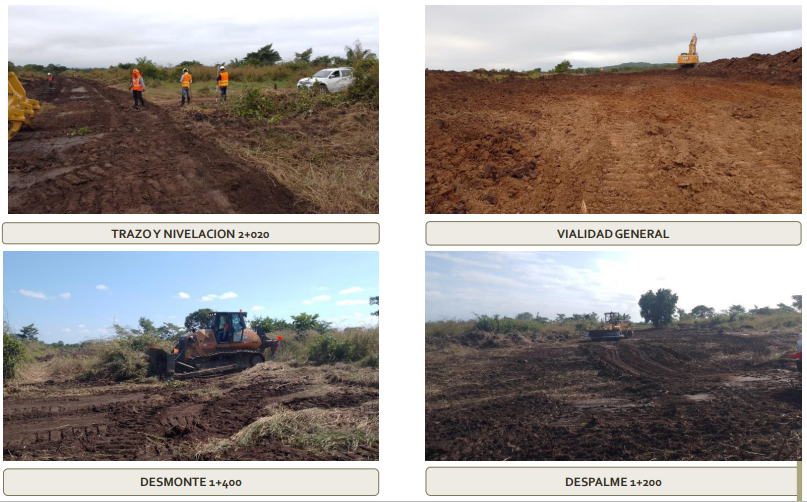 TRAZO Y NIVELACION 2+020
VIALIDAD GENERAL
DESMONTE 1+400
DESPALME 1+200